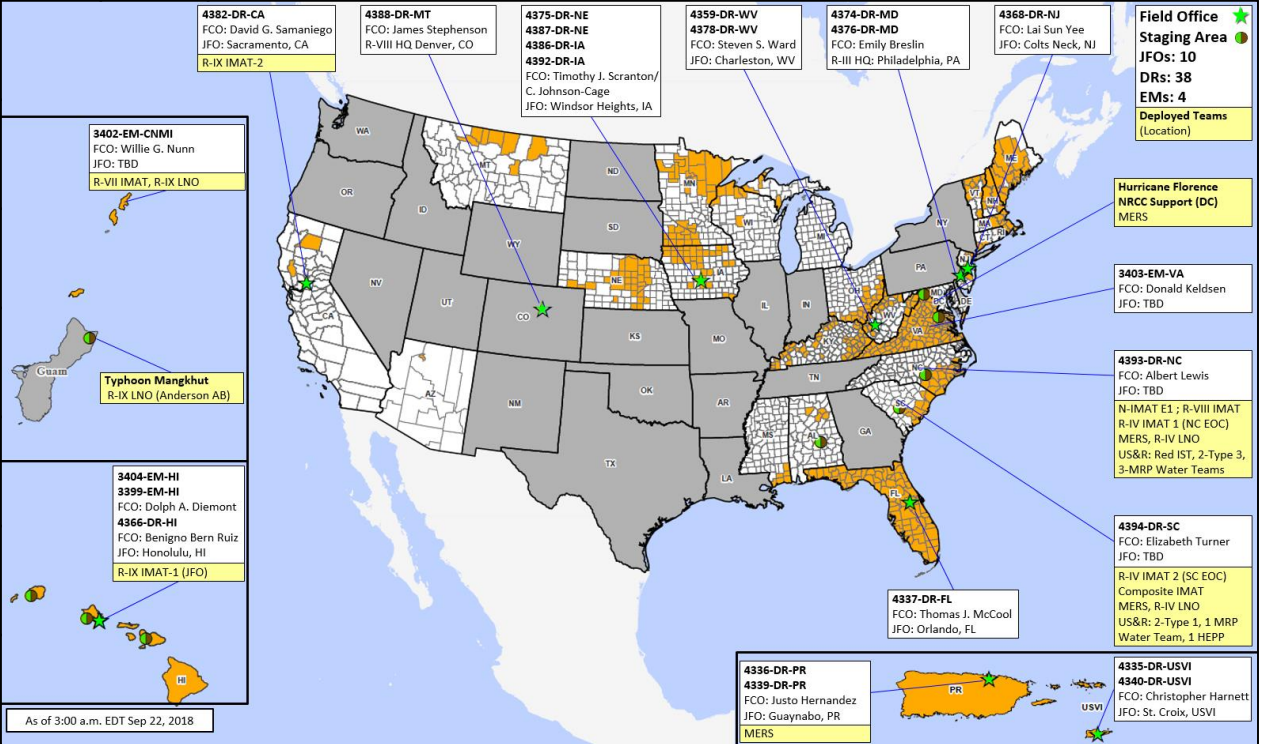 4382-DR-CA
FCO: David G. Samaniego
JFO: Sacramento, CA
R-IX IMAT-2
4388-DR-MT
FCO: James Stephenson
R-VIII HQ Denver, CO
4375-DR-NE
4387-DR-NE
4386-DR-IA
4392-DR-IA
FCO: Timothy J. Scranton/
C. Johnson-Cage
JFO: Windsor Heights, IA
4359-DR-WV
4378-DR-WV
FCO: Steven S. Ward
JFO: Charleston, WV
4374-DR-MD
4376-DR-MD
FCO: Emily Breslin
R-III HQ: Philadelphia, PA
4368-DR-NJ
FCO: Lai Sun Yee
JFO: Colts Neck, NJ
Field Office
Staging Area
JFOs: 10
DRs: 38
EMs: 4
Deployed Teams
(Location)
3402-EM-CNMI
FCO: Willie G. Nunn
JFO: TBD
R-VII IMAT, R-IX LNO
Hurricane Florence
NRCC Support (DC)
MERS
3403-EM-VA
FCO: Donald Keldsen
JFO: TBD
4393-DR-NC
FCO: Albert Lewis
JFO: TBD
N-IMAT E1 ; R-VIII IMAT
R-IV IMAT 1 (NC EOC)
MERS, R-IV LNO
US&R: Red IST, 2-Type 3,
3-MRP Water Teams
Guam
Typhoon Mangkhut
R-IX LNO (Anderson AB)
3404-EM-HI
3399-EM-HI
FCO: Dolph A. Diemont
4366-DR-HI
FCO: Benigno Bern Ruiz
JFO: Honolulu, HI
R-IX IMAT-1 (JFO)
HI
4394-DR-SC
FCO: Elizabeth Turner
JFO: TBD
R-IV IMAT 2 (SC EOC)
Composite IMAT
MERS, R-IV LNO
US&R: 2-Type 1, 1 MRP
Water Team, 1 HEPP
4337-DR-FL
FCO: Thomas J. McCool
JFO: Orlando, FL
4336-DR-PR
4339-DR-PR
FCO: Justo Hernandez
JFO: Guaynabo, PR
MERS
PR
USVI
4335-DR-USVI
4340-DR-USVI
FCO: Christopher Harnett
JFO: St. Croix, USVI
As of 3:00 a.m. EDT Sep 22, 2018
WA
MT
ND
MN
ME
VT
NH
OR
ID
SD
WI
MI
NY
MA
CT
RI
WY
NE
IA
PA
NJ
NV
UT
CO
IL
IN
OH
MD
DC
DE
WV
VA
CA
KS
MO
KY
AZ
NM
OK
AR
TN
NC
SC
MS
AL
GA
TX
LA
FL